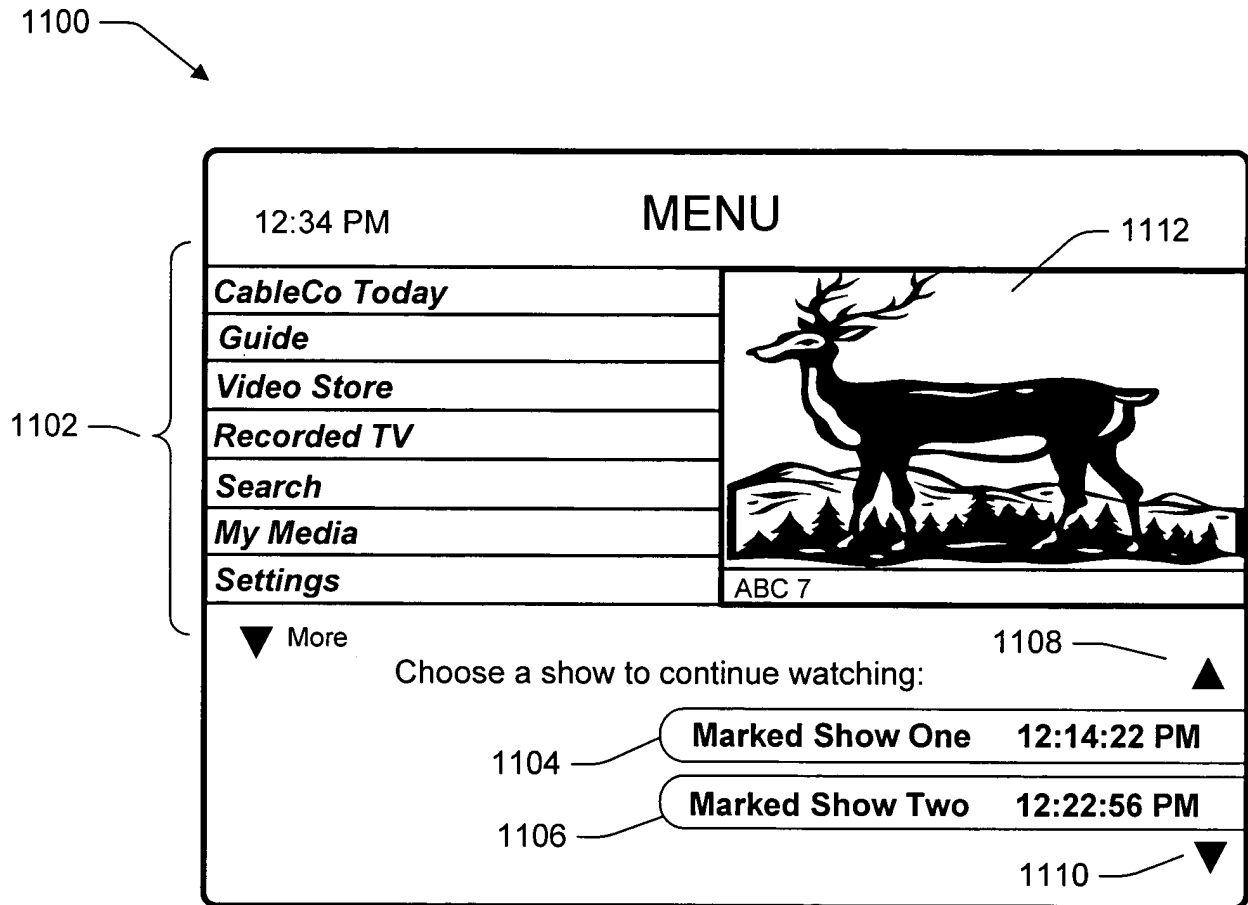 1100
12:34 PM
MENU
1112
CableCo Today
Guide
Video Store
Recorded TV
Search
My Media
Settings
1102
ABC 7
More
1108
Choose a show to continue watching:
Marked Show One 12:14:22 PM
1104
Marked Show Two 12:22:56 PM
1106
1110